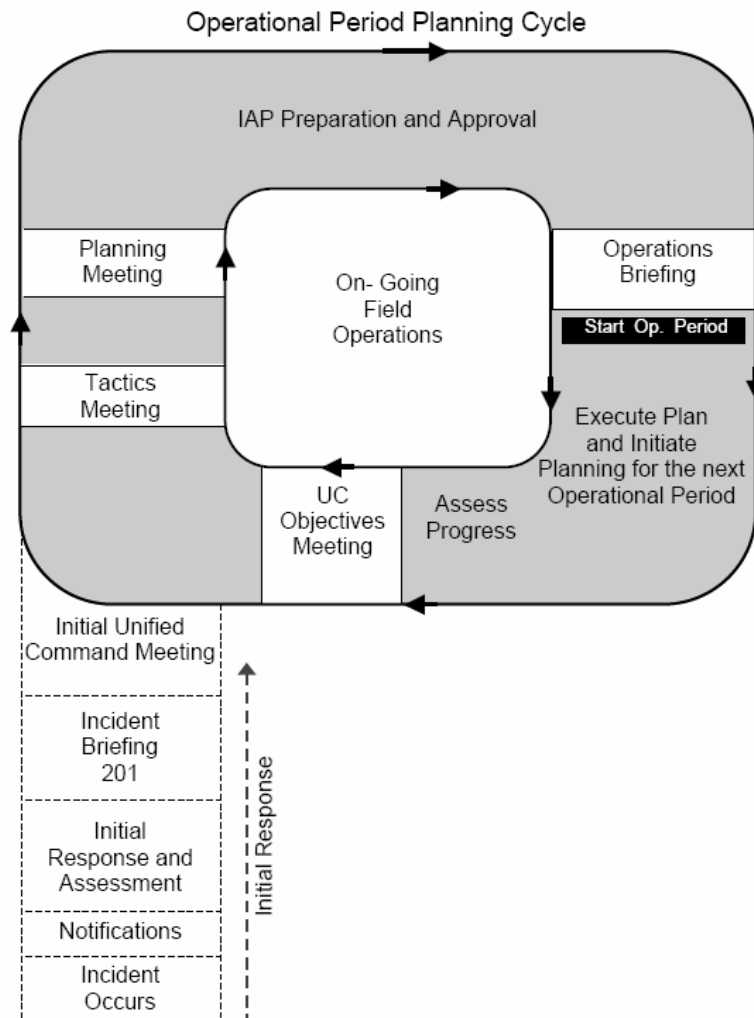 Operational Period Planning Cycle
IAP Preparation and Approval
Planning
Meeting
On- Going
Field
Operations
Operations
Briefing
Start Op. Period
Tactics
Meeting
Execute Plan
and Initiate
Planning for the next
Operational Period
UC
Objectives
Meeting
Assess
Progress
Initial Unified
Command Meeting
Incident
Briefing
201
Initial
Response and
Assessment
Notifications
Incident
Occurs
Initial Response